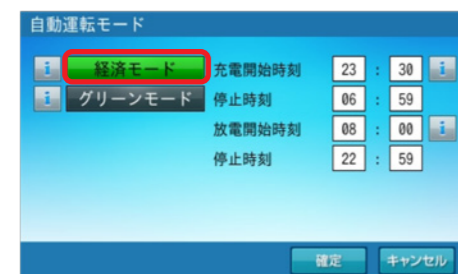 自動運転モード
i 経済モード 充電開始時刻 23 : 30 i
i グリーンモード 停止時刻 06 : 59
放電開始時刻 08 : 00 i
停止時刻 22 : 59
確定 キャンセル